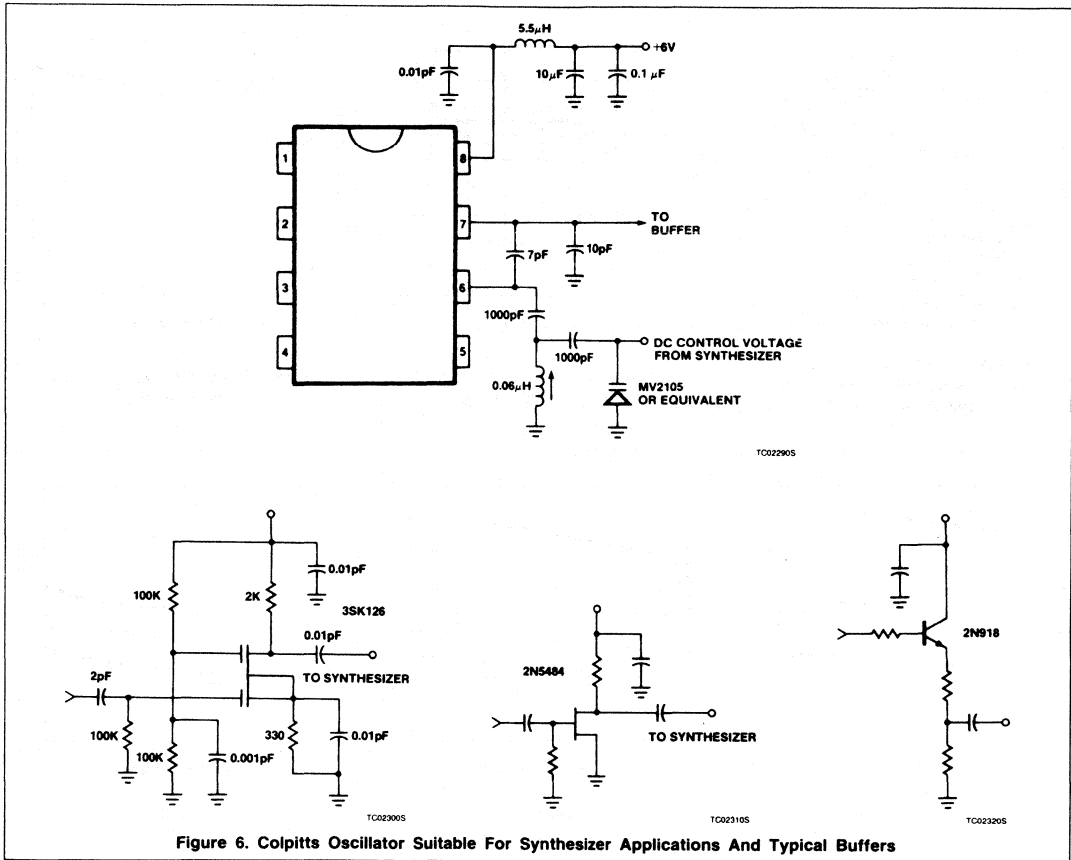 5.5µH
+6V
0.01pF
10µF
0.1 µF
1
8
2
7
TO
BUFFER
7pF
10pF
3
6
1000pF
4
5
1000pF
DC CONTROL VOLTAGE
FROM SYNTHESIZER
0.06µH
MV2105
OR EQUIVALENT
TC02290S
0.01pF
100K
2K
3SK126
0.01pF
TO SYNTHESIZER
2pF
100K
100K
0.001pF
330
0.01pF
TC02300S
2N5484
TO SYNTHESIZER
TC02310S
2N918
TC02320S
Figure 6. Colpitts Oscillator Suitable For Synthesizer Applications And Typical Buffers